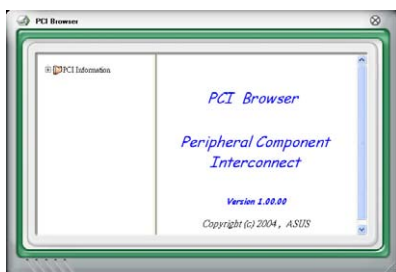 PCI Browser
PCI Information
PCI Browser
Peripheral Component
Interconnect
Version 1.00.00
Copyright (c) 2004, ASUS